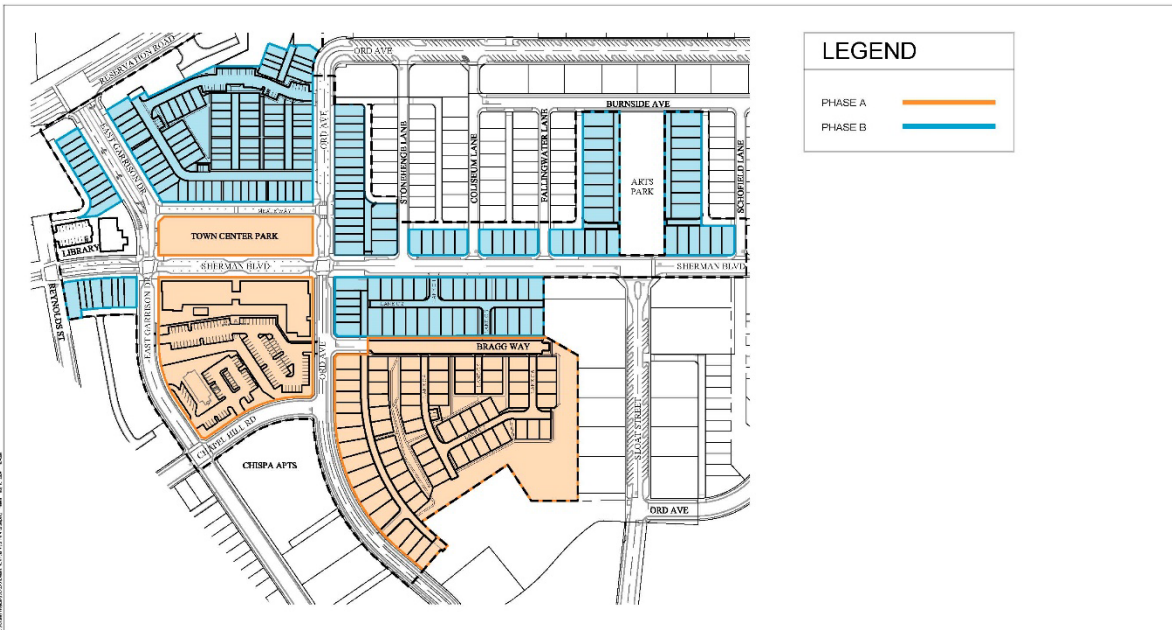 LEGEND
PHASE A
PHASE B
RESERVATION ROAD
ORD AVE
BURNSIDE AVE
EAST GARRISON DR
ORD AVE
STONEHENGE LANE
COLISEUM LANE
FALLINGWATER LANE
ARTS
PARK
SCHOFIELD LANE
TOWN CENTER PARK
LIBRARY
SHERMAN BLVD
SHERMAN BLVD
REYNOLDS ST
EAST GARRISON DR
ORD AVE
BRAGG WAY
SLOAT STREET
CHAPEL HILL RD
CHISPA APTS
ORD AVE